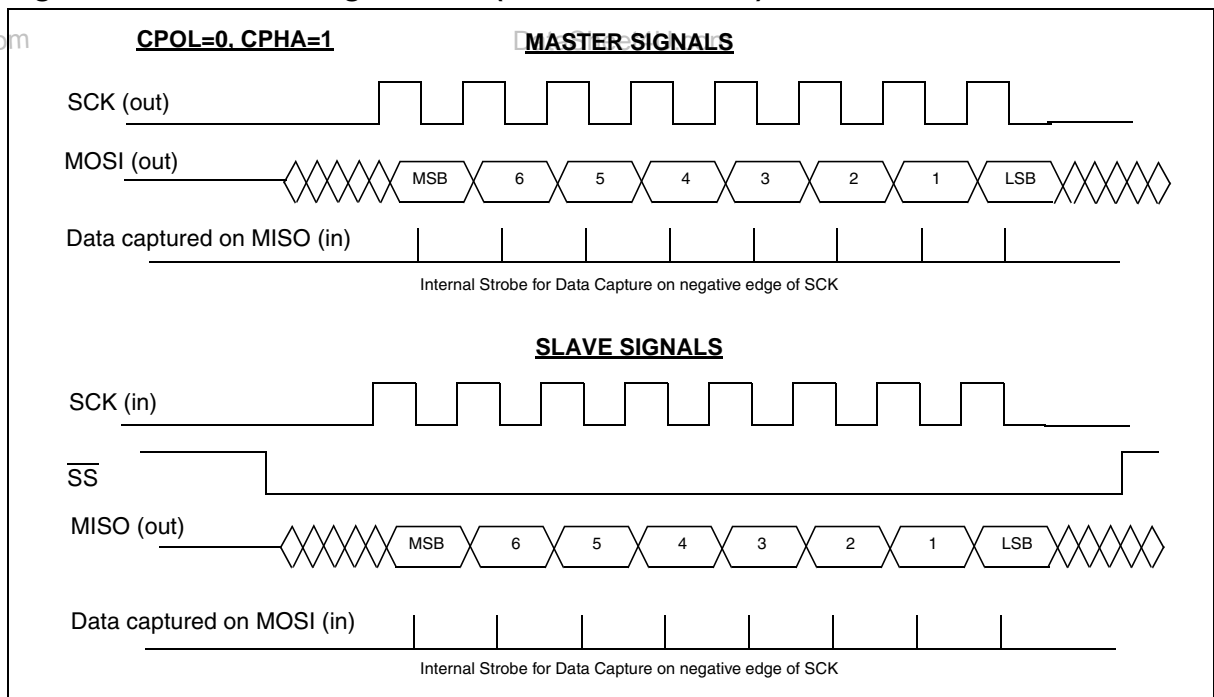 CPOL=0, CPHA=1
MASTER SIGNALS
SCK (out)
MOSI (out)
MSB 6 5 4 3 2 1 LSB
Data captured on MISO (in)
Internal Strobe for Data Capture on negative edge of SCK
SLAVE SIGNALS
SCK (in)
SS
MISO (out)
MSB 6 5 4 3 2 1 LSB
Data captured on MOSI (in)
Internal Strobe for Data Capture on negative edge of SCK